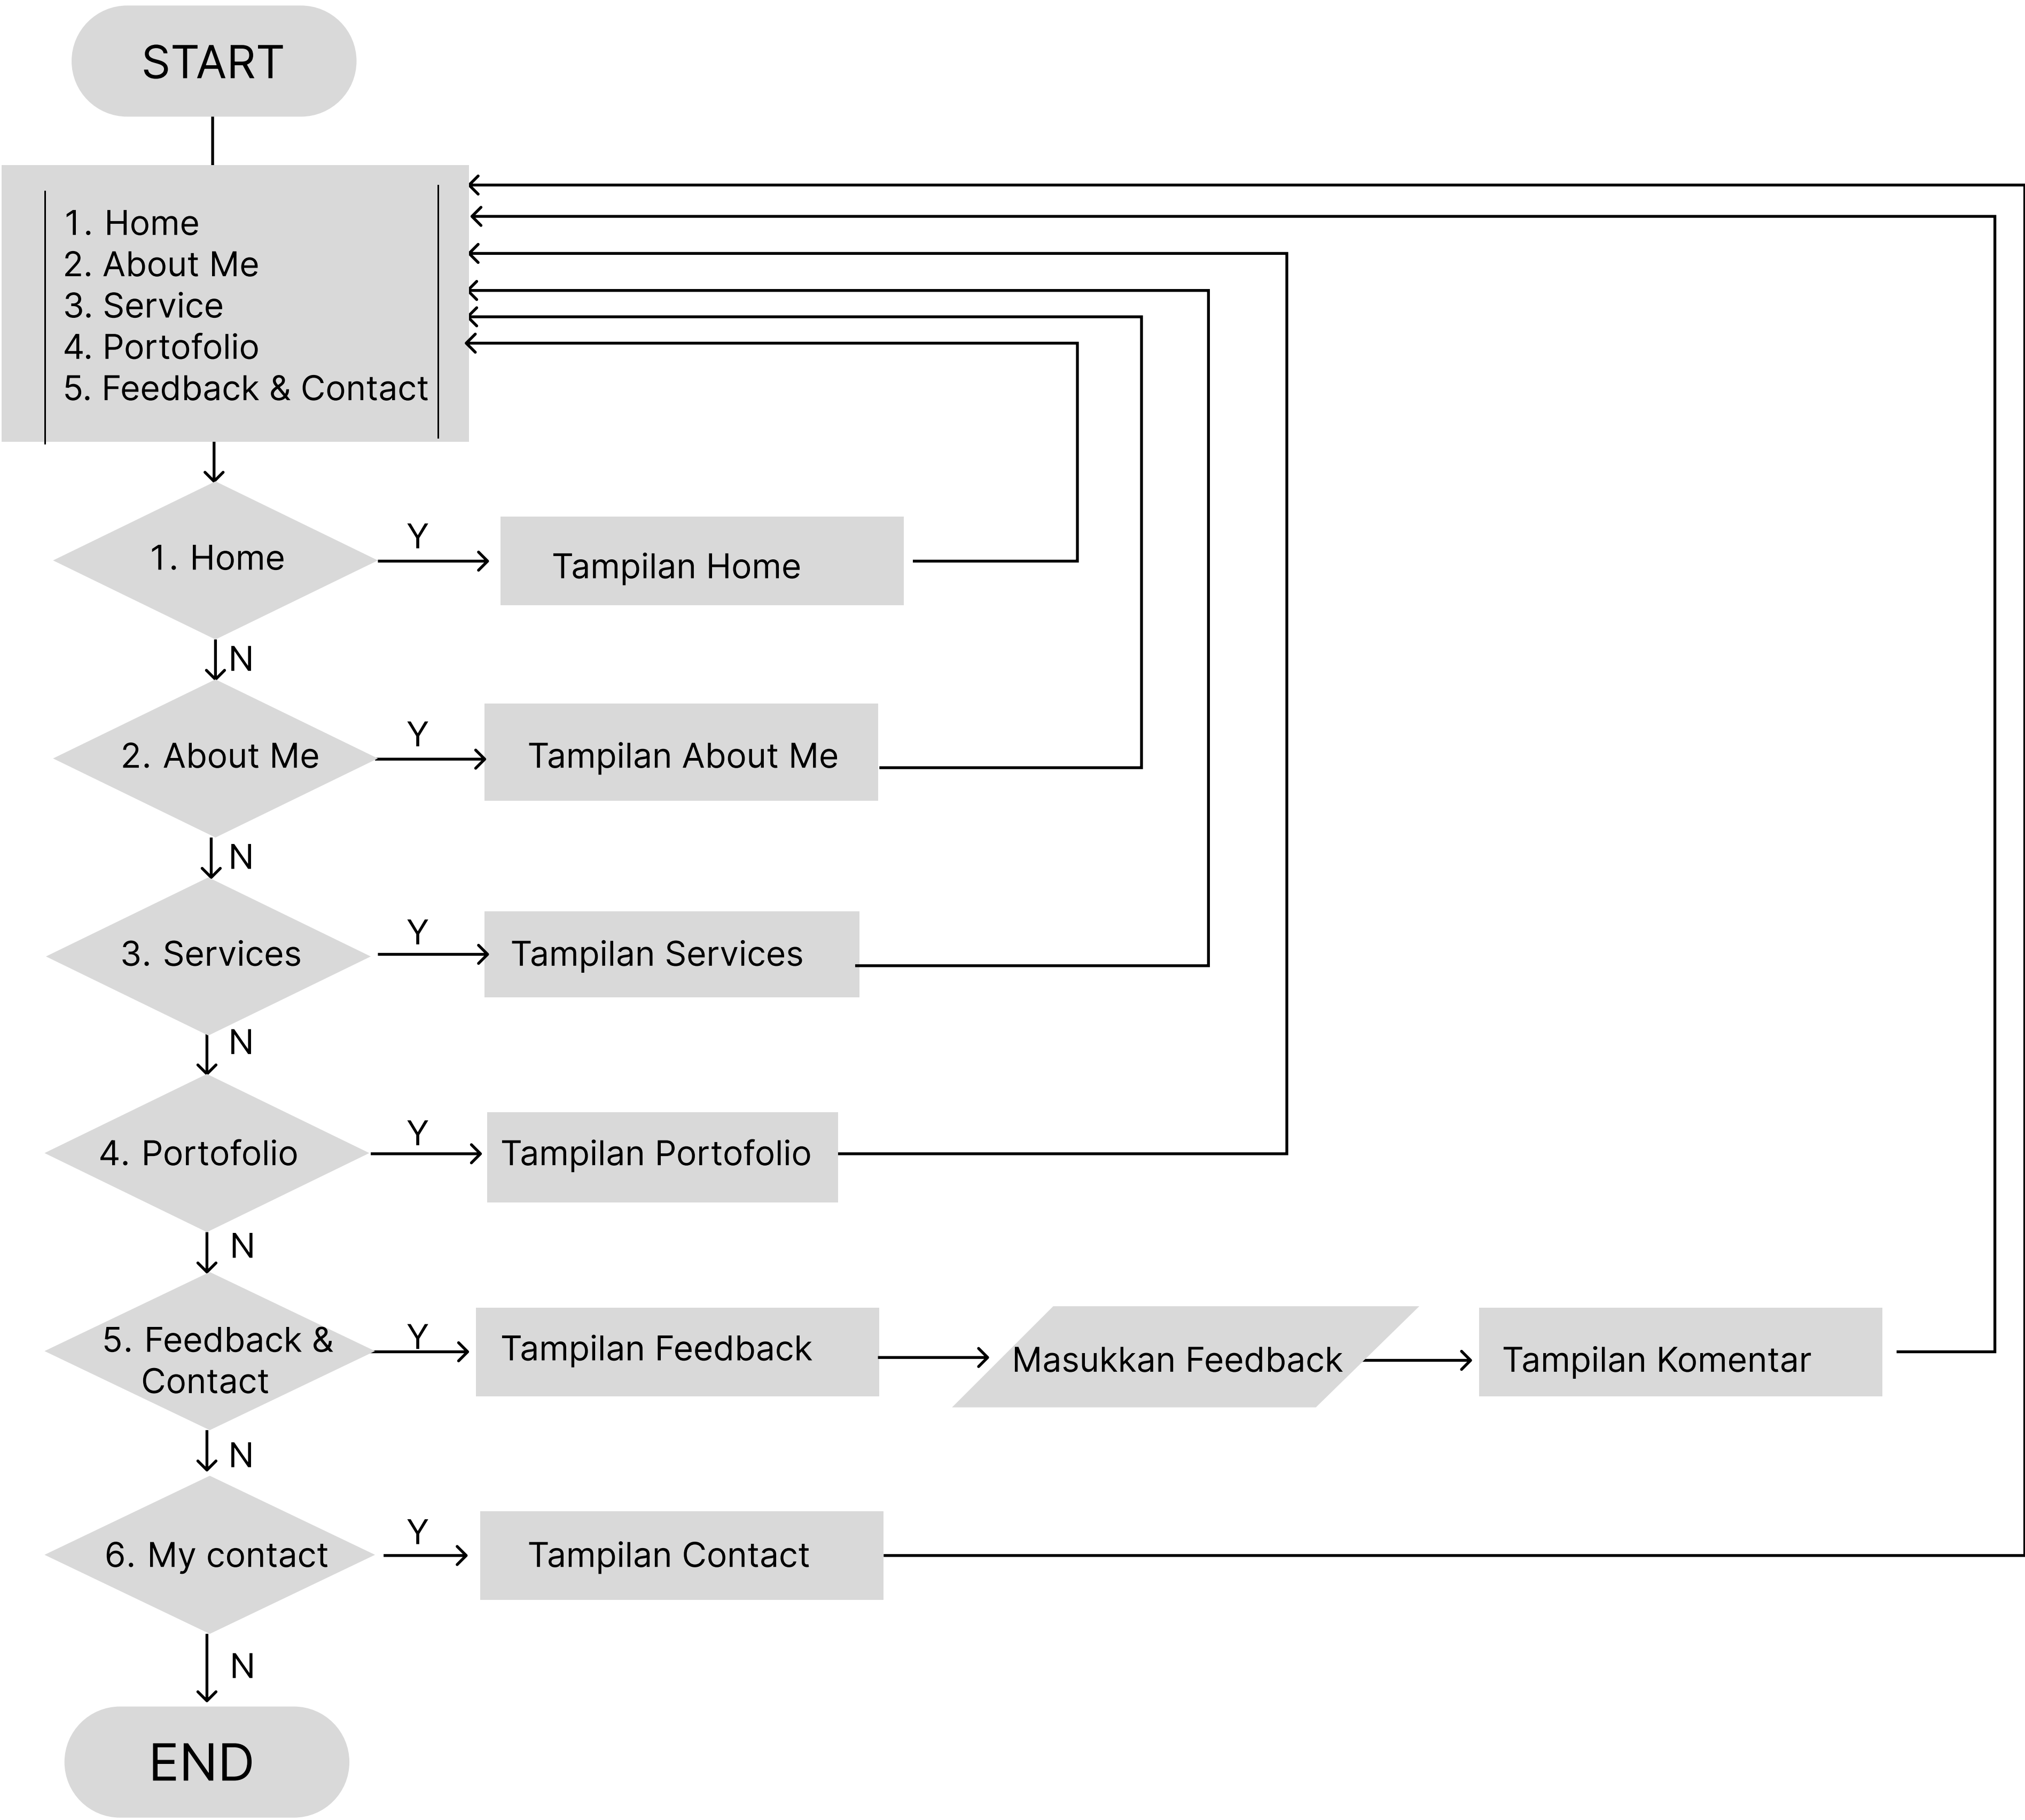 START
1. Home
2. About Me
3. Service
4. Portofolio
5. Feedback & Contact
1. Home
Y
Tampilan Home
N
2. About Me
Y
Tampilan About Me
N
3. Services
Y
Tampilan Services
N
4. Portofolio
Y
Tampilan Portofolio
N
5. Feedback &
Contact
Y
Tampilan Feedback
Masukkan Feedback
Tampilan Komentar
N
6. My contact
Y
Tampilan Contact
N
END